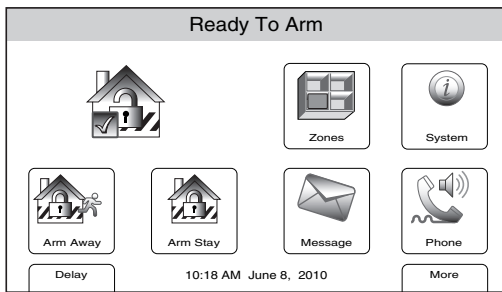 Ready To Arm
Zones
System
Arm Away
Arm Stay
Message
Phone
Delay
10:18 AM June 8, 2010
More